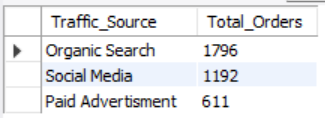 Traffic_Source Total_Orders
Organic Search 1796
Social Media 1192
Paid Advertisment 611